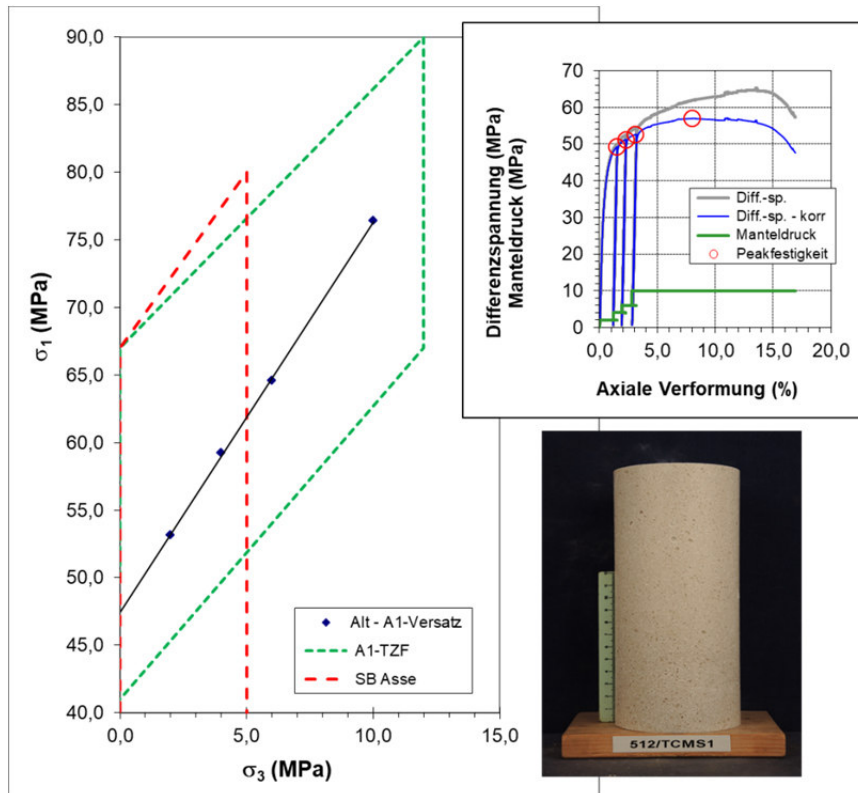 90,0
85,0
80,0
75,0
70,0
65,0
60,0
55,0
50,0
45,0
40,0
σ1 (MPa)
0,0 5,0 10,0 15,0
σ3 (MPa)
Alt - A1-Versatz
A1-TZF
SB Asse
70
60
50
40
30
20
10
0
Differenzspannung (MPa)
Manteldruck (MPa)
Diff.-sp.
Diff.-sp. - korr
Manteldruck
Peakfestigkeit
0,0 5,0 10,0 15,0 20,0
Axiale Verformung (%)
512/TCMS1